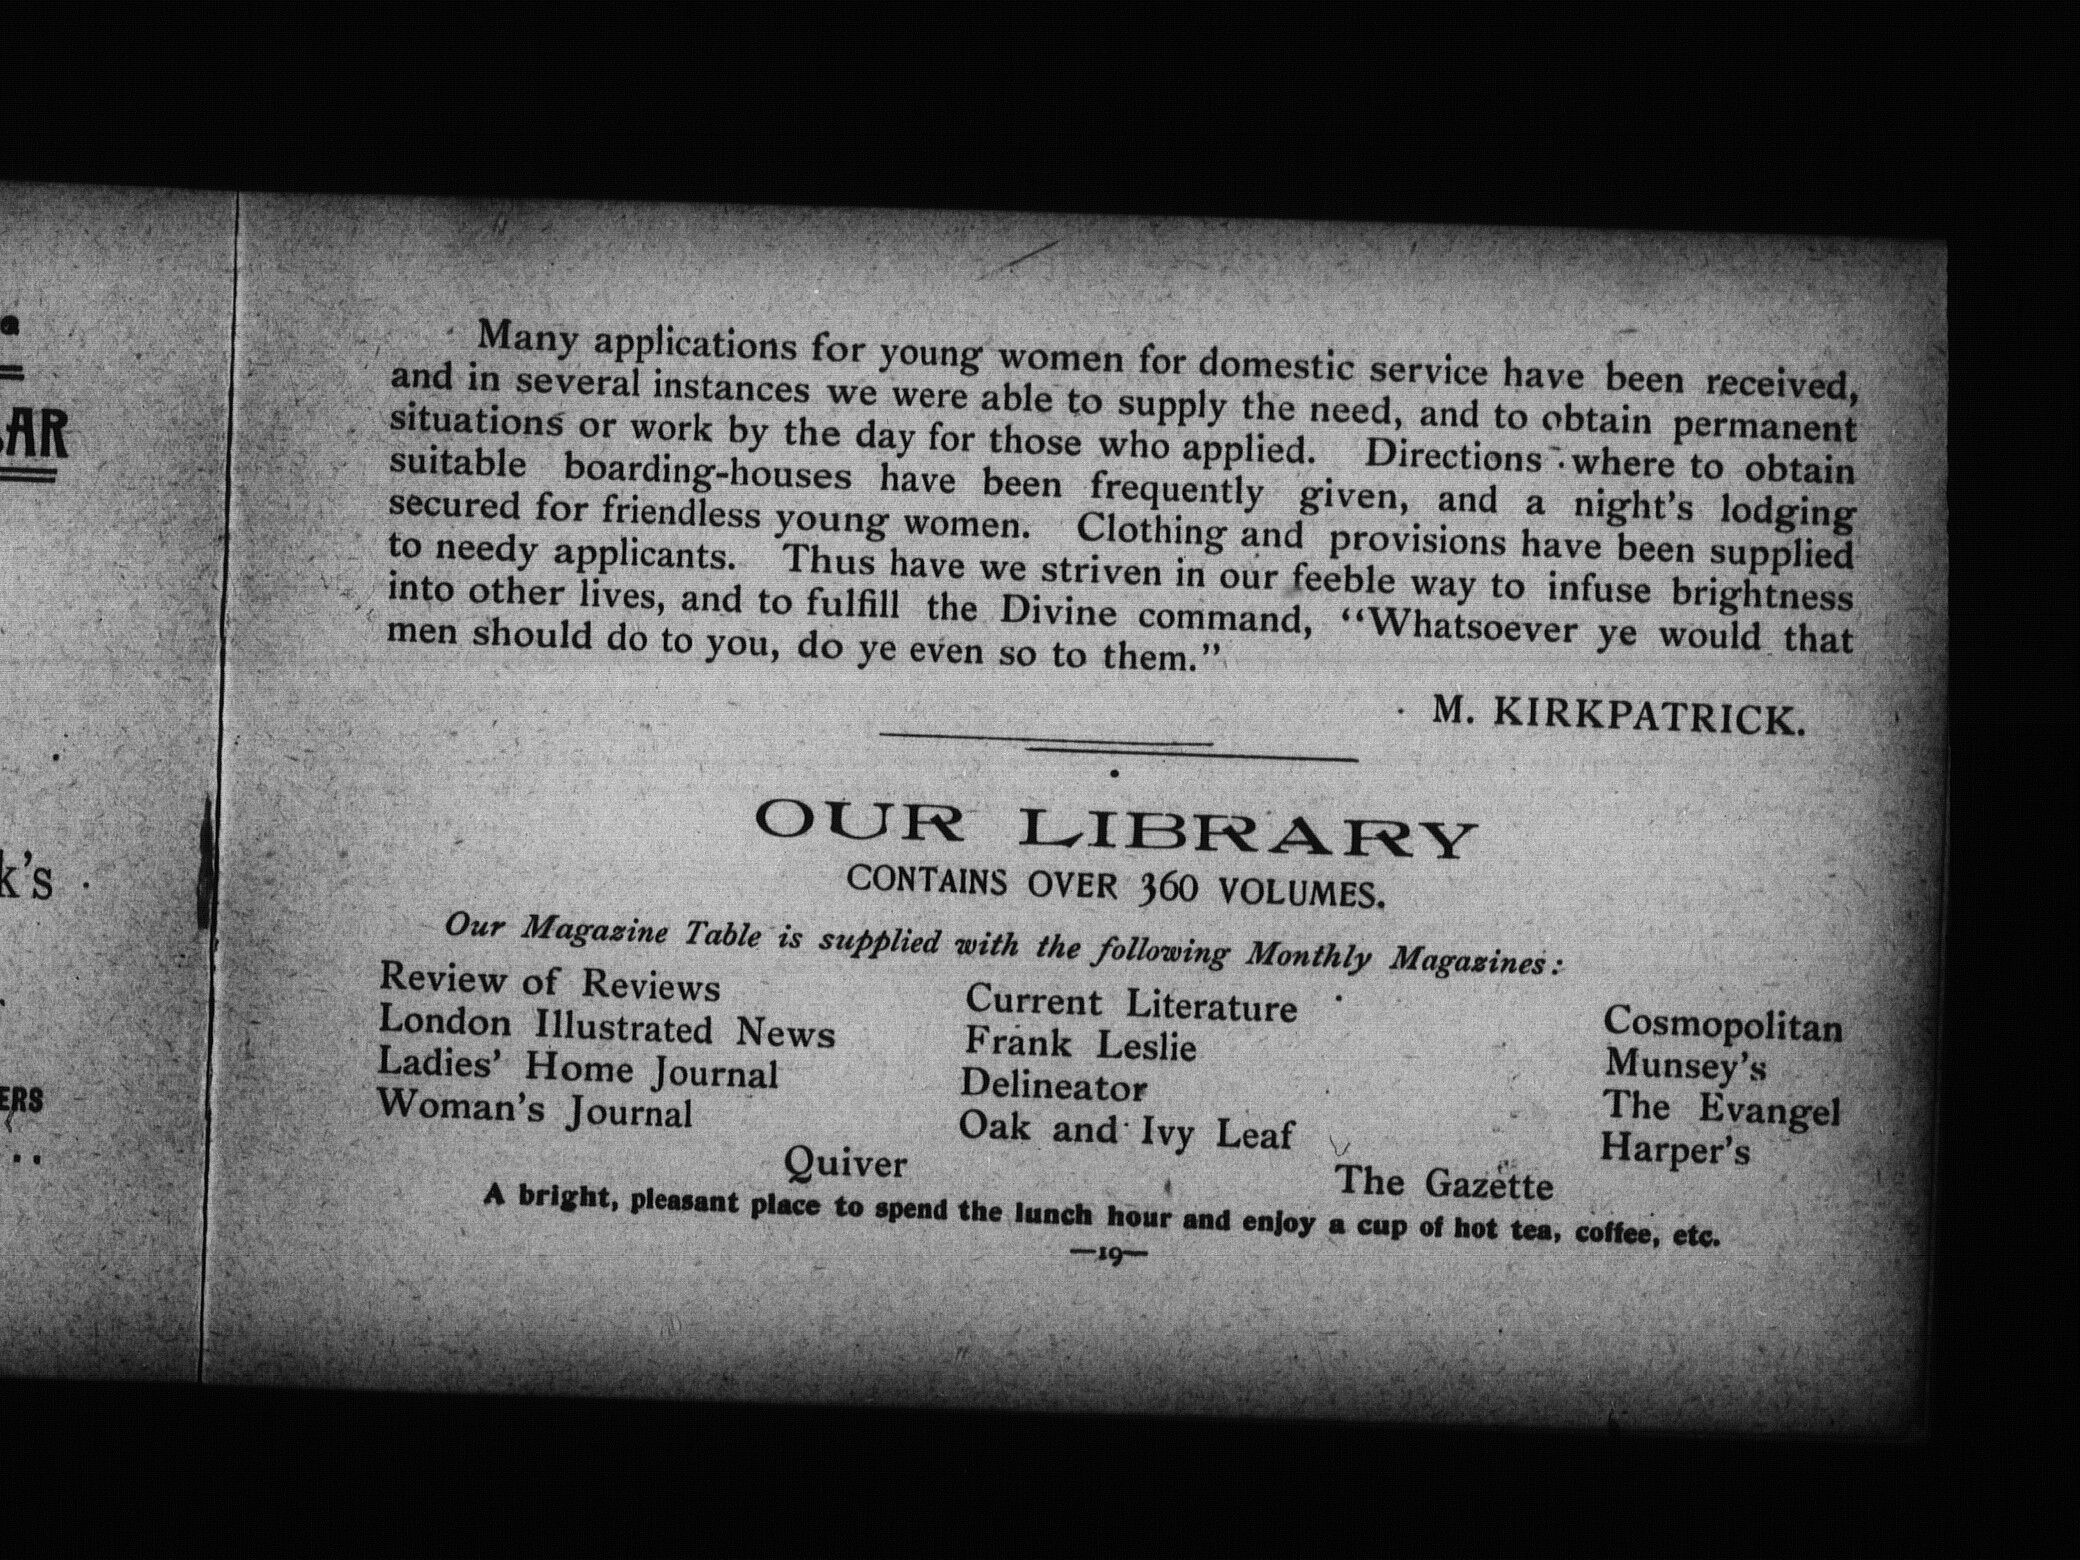 a
AR
k's
ERS
Many applications for young women for domestic service have been received,
and in several instances we were able to supply the need, and to obtain permanent
situations or work by the day for those who applied. Directions where to obtain
suitable boarding-houses have been frequently given, and a night's lodging
secured for friendless young women. Clothing and provisions have been supplied
to needy applicants. Thus have we striven in our feeble way to infuse brightness
into other lives, and to fulfill the Divine command, "Whatsoever ye would that
men should do to you, do ye even so to them."
M. KIRKPATRICK.
OUR LIBRARY
CONTAINS OVER 360 VOLUMES.
Our Magazine Table is supplied with the following Monthly Magazines:
Review of Reviews Current Literature Cosmopolitan
London Illustrated News Frank Leslie Munsey's
Ladies' Home Journal Delineator The Evangel
Woman's Journal Oak and Ivy Leaf Harper's
Quiver The Gazette
A bright, pleasant place to spend the lunch hour and enjoy a cup of hot tea, coffee, etc.
—19—